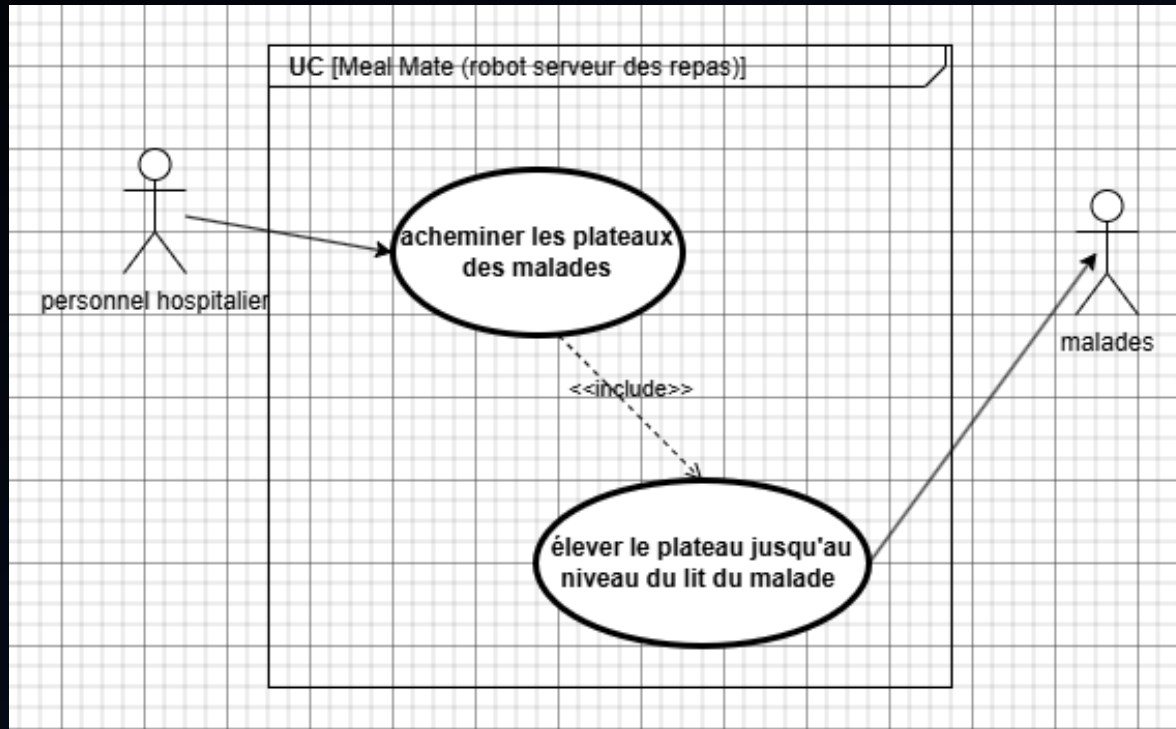 UC [Meal Mate (robot serveur des repas)]
personnel hospitalier
acheminer les plateaux
des malades
malades
<<include>>
élever le plateau jusqu'au
niveau du lit du malade